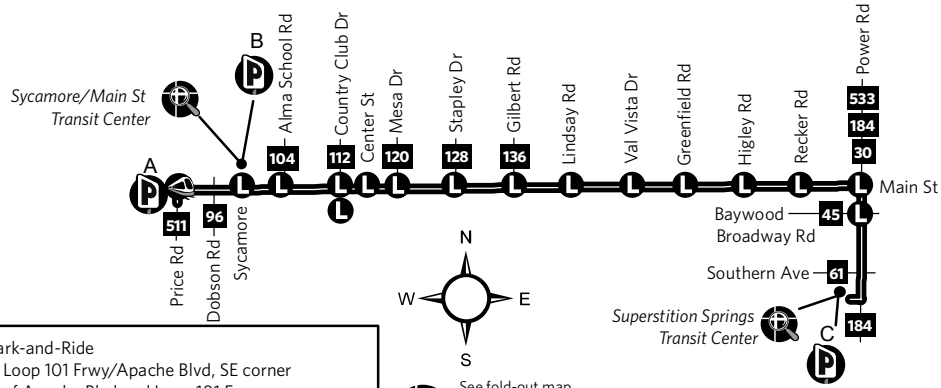 B
Sycamore/Main St
Transit Center
Alma School Rd
Country Club Dr
Center St
Mesa Dr
Stapley Dr
Gilbert Rd
Lindsay Rd
Val Vista Dr
Greenfield Rd
Higley Rd
Recker Rd
Power Rd
533
184
30
104
112
120
128
136
A
P
P
L
L
L
L
L
L
L
L
L
L
L
L
L
L
Main St
L
Baywood
45
L
Broadway Rd
511
96
Price Rd
Dobson Rd
Sycamore
N
W
E
S
Southern Ave
61
Superstition Springs
Transit Center
184
C
P
ark-and-Ride
Loop 101 Frwy/Apache Blvd, SE corner
See fold-out map